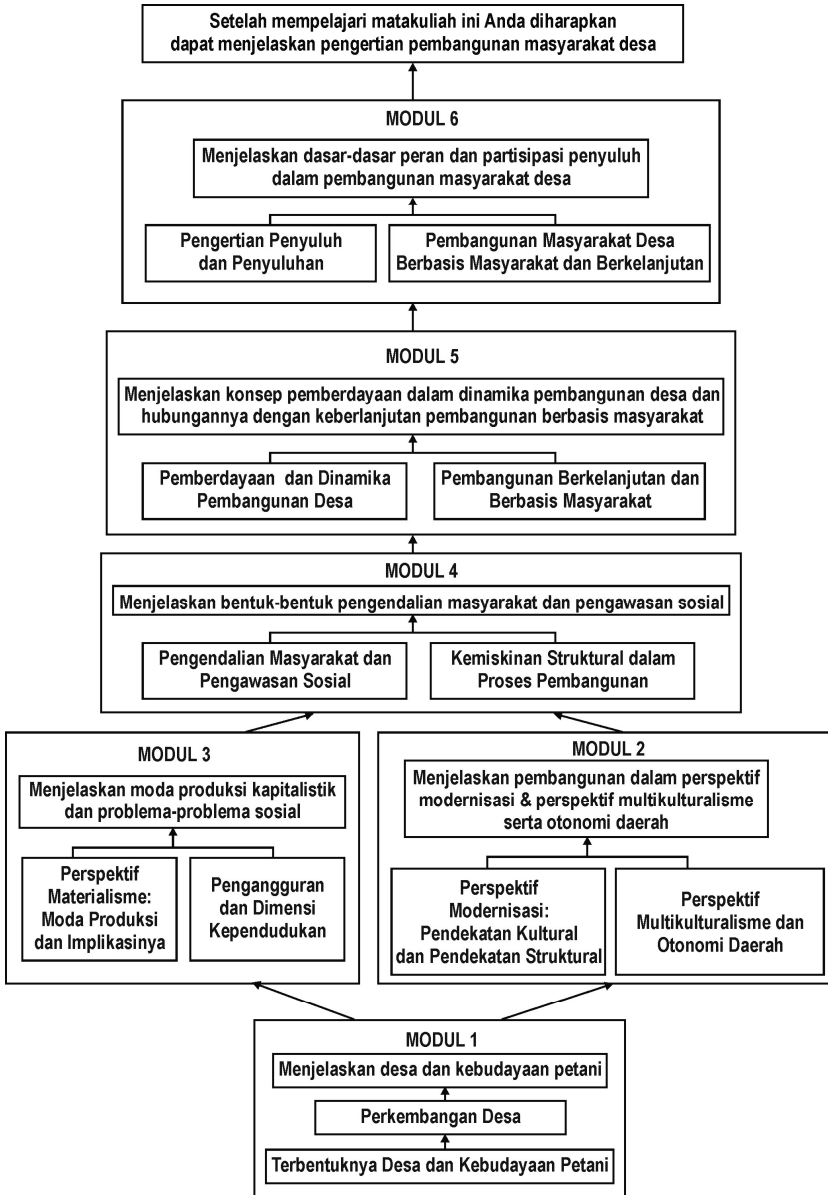 Setelah mempelajari matakuliah ini Anda diharapkan
dapat menjelaskan pengertian pembangunan masyarakat desa
MODUL 6
Menjelaskan dasar-dasar peran dan partisipasi penyuluh
dalam pembangunan masyarakat desa
Pengertian Penyuluh
dan Penyuluhan
Pembangunan Masyarakat Desa
Berbasis Masyarakat dan Berkelanjutan
MODUL 5
Menjelaskan konsep pemberdayaan dalam dinamika pembangunan desa dan
hubungannya dengan keberlanjutan pembangunan berbasis masyarakat
Pemberdayaan dan Dinamika
Pembangunan Desa
Pembangunan Berkelanjutan dan
Berbasis Masyarakat
MODUL 4
Menjelaskan bentuk-bentuk pengendalian masyarakat dan pengawasan sosial
Pengendalian Masyarakat dan
Pengawasan Sosial
Kemiskinan Struktural dalam
Proses Pembangunan
MODUL 3
Menjelaskan moda produksi kapitalistik
dan problema-problema sosial
Perspektif
Materialisme:
Moda Produksi
dan Implikasinya
Pengangguran
dan Dimensi
Kependudukan
MODUL 2
Menjelaskan pembangunan dalam perspektif
modernisasi & perspektif multikulturalisme
serta otonomi daerah
Perspektif
Modernisasi:
Pendekatan Kultural
dan Pendekatan Struktural
Perspektif
Multikulturalisme dan
Otonomi Daerah
MODUL 1
Menjelaskan desa dan kebudayaan petani
Perkembangan Desa
Terbentuknya Desa dan Kebudayaan Petani